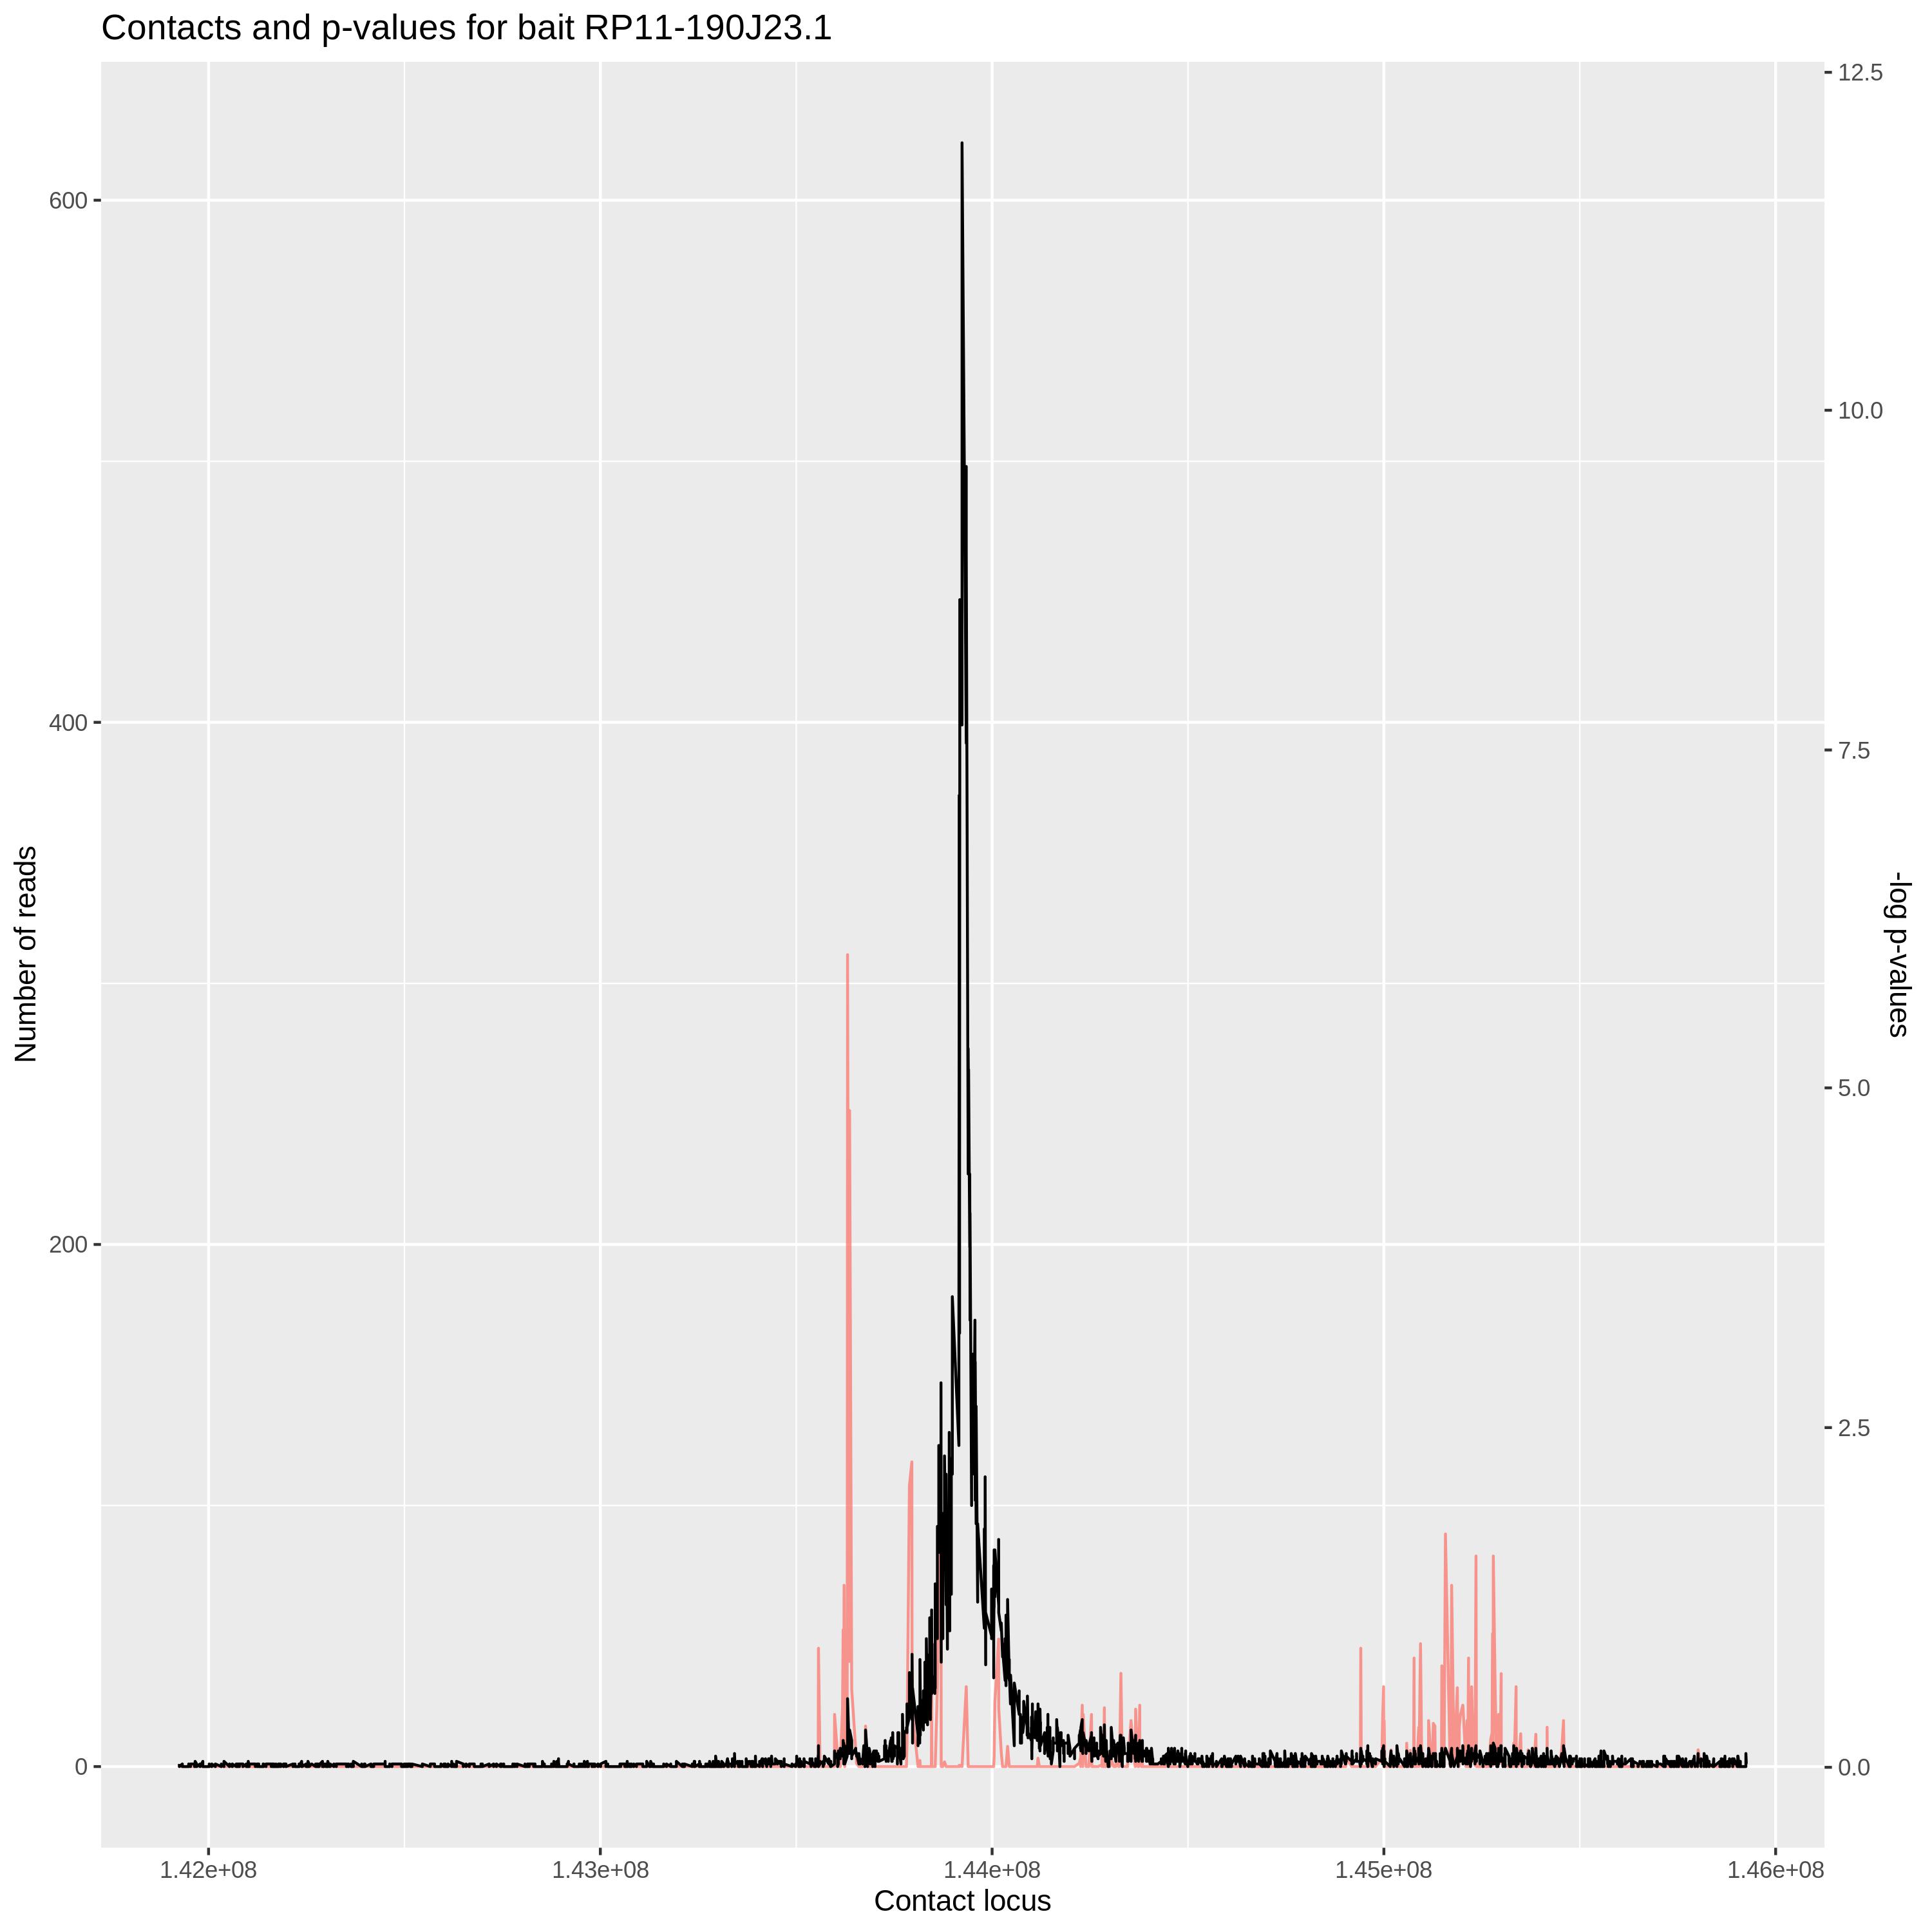 Contacts and p-values for bait RP11-190J23.1
12.5
600
10.0
400
7.5
Number of reads
-log p-values
5.0
200
2.5
0
0.0
1.42e+08
1.43e+08
1.44e+08
1.45e+08
1.46e+08
Contact locus